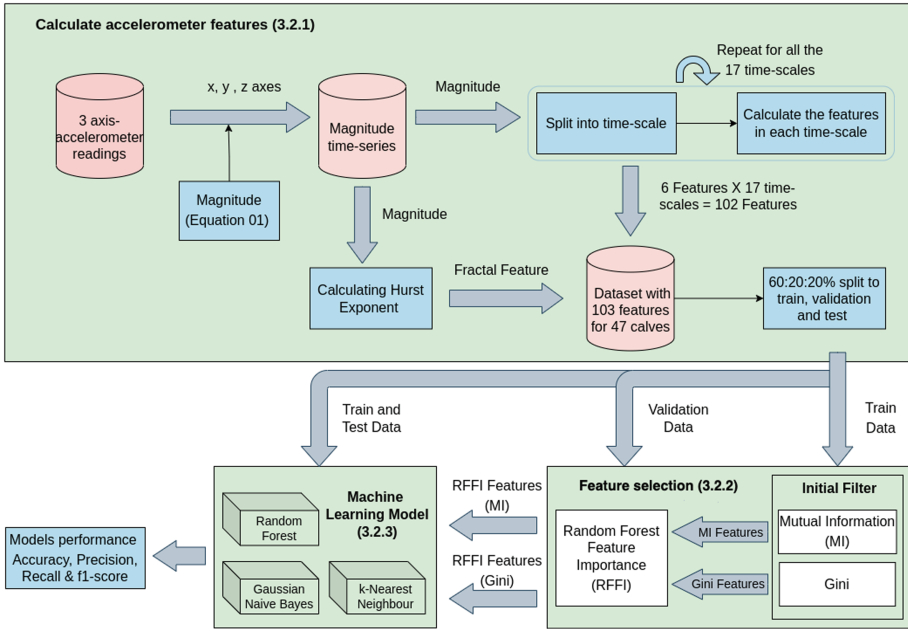 Calculate accelerometer features (3.2.1)
Repeat for all the
17 time-scales
3 axis-
accelerometer
readings
x, y , z axes
Magnitude
(Equation 01)
Magnitude
time-series
Magnitude
Split into time-scale
Calculate the features
in each time-scale
Magnitude
6 Features X 17 time-
scales = 102 Features
Calculating Hurst
Exponent
Fractal Feature
Dataset with
103 features
for 47 calves
60:20:20% split to
train, validation
and test
Train and
Test Data
Validation
Data
Train
Data
Machine
Learning Model
(3.2.3)
Random
Forest
Gaussian
Naive Bayes
k-Nearest
Neighbour
RFFI Features
(MI)
RFFI Features
(Gini)
Feature selection (3.2.2)
Random Forest
Feature
Importance
(RFFI)
MI Features
Gini Features
Initial Filter
Mutual Information
(MI)
Gini
Models performance
Accuracy, Precision,
Recall & f1-score